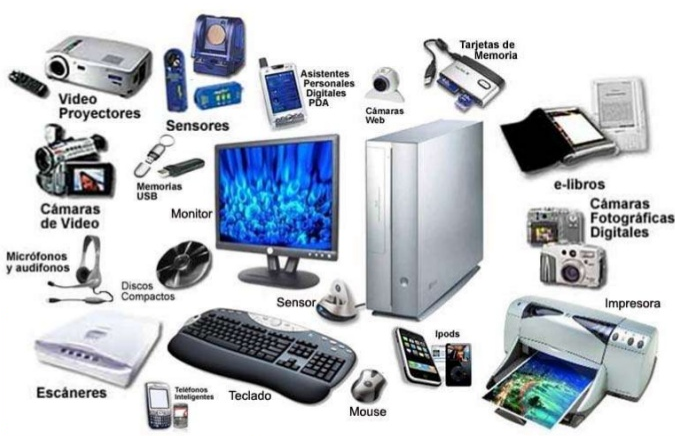 Tarjetas de
Memoria
Asistentes
Personales
Digitales
PDA
Video
Proyectores
Sensores
Cámaras
Web
Memorias
USB
e-libros
Cámaras
de Video
Monitor
Cámaras
Fotográficas
Digitales
Micrófonos
y audífonos
Discos
Compactos
Sensor
Impresora
Ipods
Escáneres
Teléfonos
Inteligentes
Teclado
Mouse